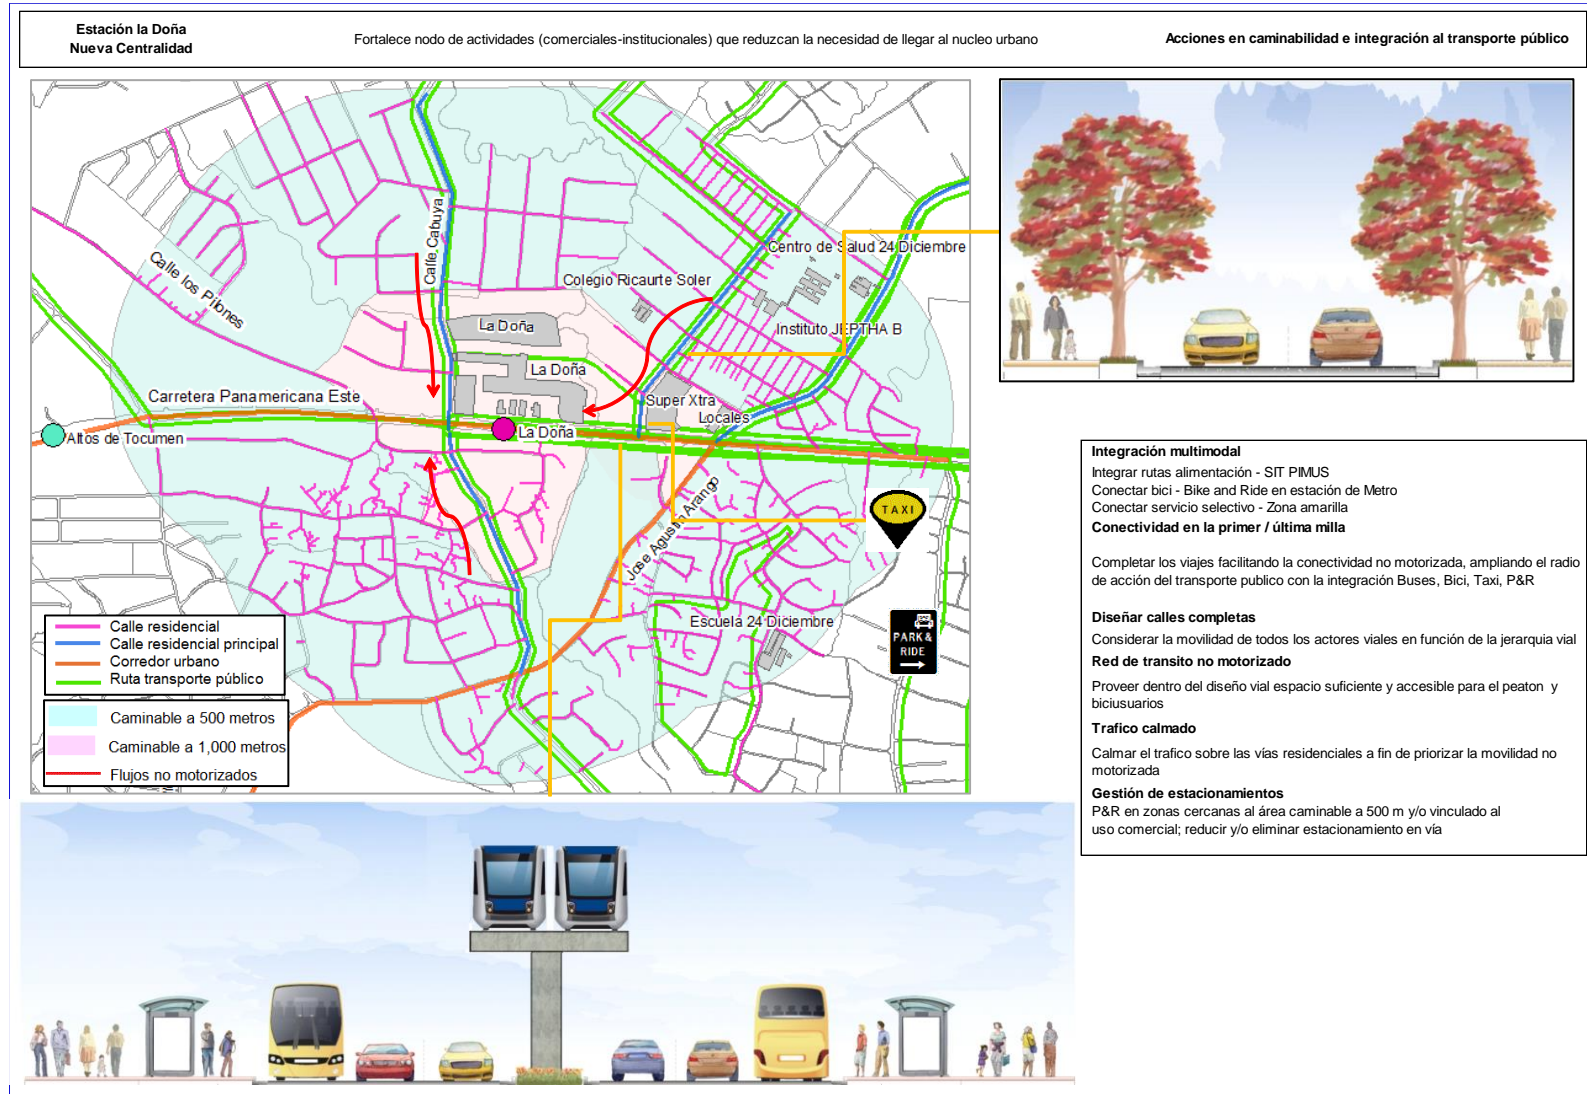 Estación la Doña
Nueva Centralidad
Fortalece nodo de actividades (comerciales-institucionales) que reduzcan la necesidad de llegar al nucleo urbano
Acciones en caminabilidad e integración al transporte público
Calle Cabuya
Calle los Pilones
Centro de Salud 24 Diciembre
Colegio Ricaurte Soler
La Doña
Instituto JEPTHA B
La Doña
Carretera Panamericana Este
Super Xtra
Locales
Altos de Tocumen
La Doña
Jose Agustin Arango
TAXI
Escuela 24 Diciembre
PARK &
RIDE
Calle residencial
Calle residencial principal
Corredor urbano
Ruta transporte público
Caminable a 500 metros
Caminable a 1,000 metros
Flujos no motorizados
Integración multimodal
Integrar rutas alimentación - SIT PIMUS
Conectar bici - Bike and Ride en estación de Metro
Conectar servicio selectivo - Zona amarilla
Conectividad en la primer / última milla
Completar los viajes facilitando la conectividad no motorizada, ampliando el radio
de acción del transporte publico con la integración Buses, Bici, Taxi, P&R
Diseñar calles completas
Considerar la movilidad de todos los actores viales en función de la jerarquia vial
Red de transito no motorizado
Proveer dentro del diseño vial espacio suficiente y accesible para el peaton y
biciusuarios
Trafico calmado
Calmar el trafico sobre las vías residenciales a fin de priorizar la movilidad no
motorizada
Gestión de estacionamientos
P&R en zonas cercanas al área caminable a 500 m y/o vinculado al
uso comercial; reducir y/o eliminar estacionamiento en vía